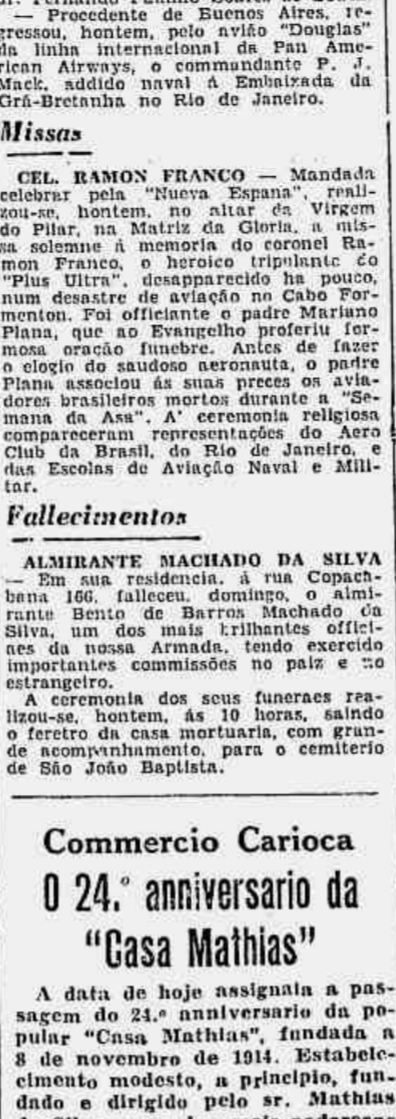 — Procedente de Buenos Aires, re-
gressou, hontem, pelo avião "Douglas"
da linha internacional da Pan Ame-
rican Airways, o commandante P. J.
Mack, addido naval á Embaixada da
Grã-Bretanha no Rio de Janeiro.
Missas
CEL. RAMON FRANCO — Mandada
celebrar pela "Nueva Espana", reali-
zou-se, hontem, no altar da Virgem
do Pilar, na Matriz da Gloria, a mis-
sa solemne á memoria do coronel Ra-
mon Franco, o heroico tripulante do
"Plus Ultra", desapparecido ha pouco,
num desastre de aviação no Cabo For-
menton. Foi officiante o padre Mariano
Plana, que ao Evangelho proferiu for-
mosa oração funebre. Antes de fazer
o elogio do saudoso aeronauta, o padre
Plana associou ás suas preces os avia-
dores brasileiros mortos durante a "Se-
mana da Asa". A' ceremonia religiosa
compareceram representações do Aero
Club da Brasil, do Rio de Janeiro, e
das Escolas de Aviação Naval e Mili-
tar.
Fallecimentos
ALMIRANTE MACHADO DA SILVA
— Em sua residencia, á rua Copaca-
bana 166, falleceu, domingo, o almi-
rante Bento de Barros Machado da
Silva, um dos mais brilhantes offici-
aes da nossa Armada, tendo exercido
importantes commissões no paiz e no
estrangeiro.
A ceremonia dos seus funeraes rea-
lizou-se, hontem, ás 10 horas, saindo
o feretro da casa mortuaria, com gran-
de acompanhamento, para o cemiterio
de São João Baptista.
Commercio Carioca
O 24.º anniversario da
"Casa Mathias"
A data de hoje assignala a pas-
sagem do 24.º anniversario da po-
pular "Casa Mathias", fundada a
8 de novembro de 1914. Estabele-
cimento modesto, a principio, fun-
dado e dirigido pelo sr. Mathias